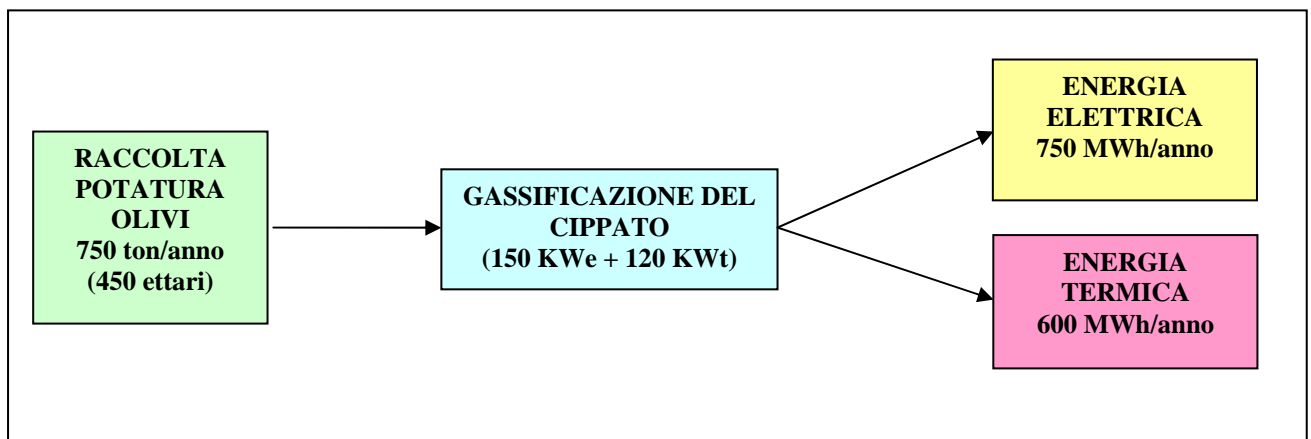 RACCOLTA
POTATURA
OLIVI
750 ton/anno
(450 ettari)
GASSIFICAZIONE DEL
CIPPATO
(150 KWe + 120 KWt)
ENERGIA
ELETTRICA
750 MWh/anno
ENERGIA
TERMICA
600 MWh/anno